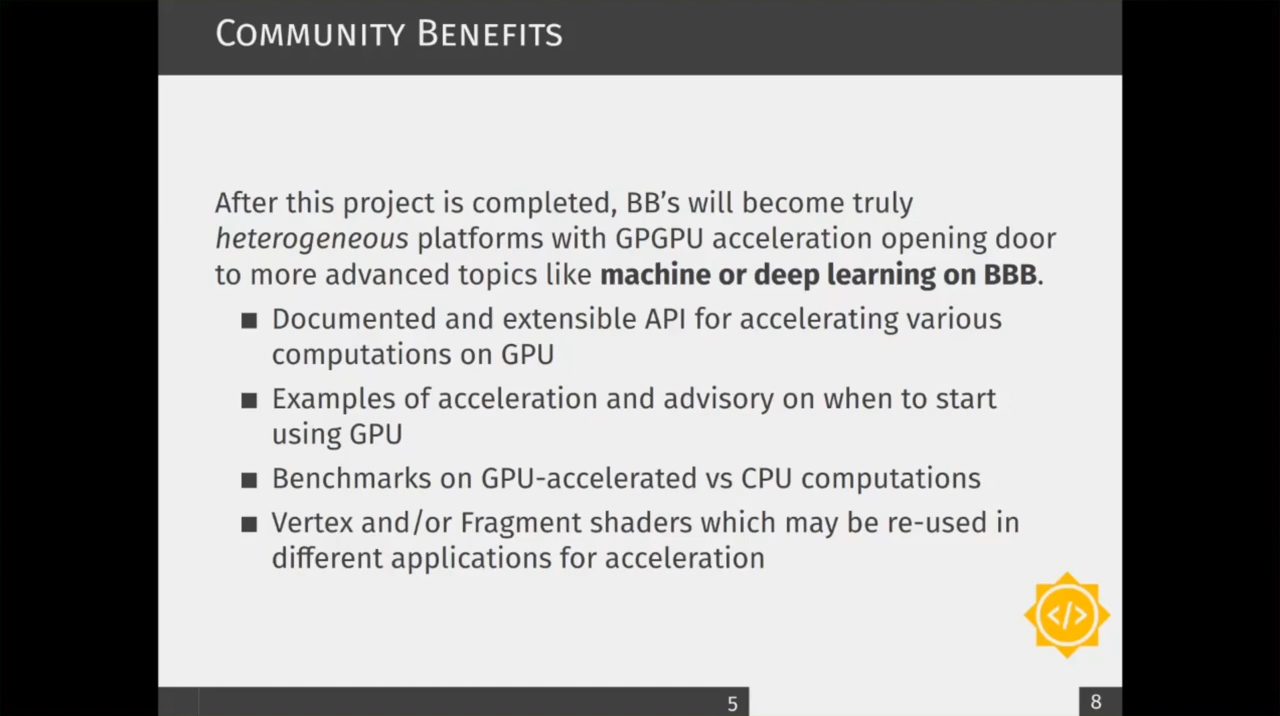 Community Benefits
After this project is completed, BB’s will become truly
heterogeneous platforms with GPGPU acceleration opening door
to more advanced topics like machine or deep learning on BBB.
■ Documented and extensible API for accelerating various
computations on GPU
■ Examples of acceleration and advisory on when to start
using GPU
■ Benchmarks on GPU-accelerated vs CPU computations
■ Vertex and/or Fragment shaders which may be re-used in
different applications for acceleration
</>
5
8